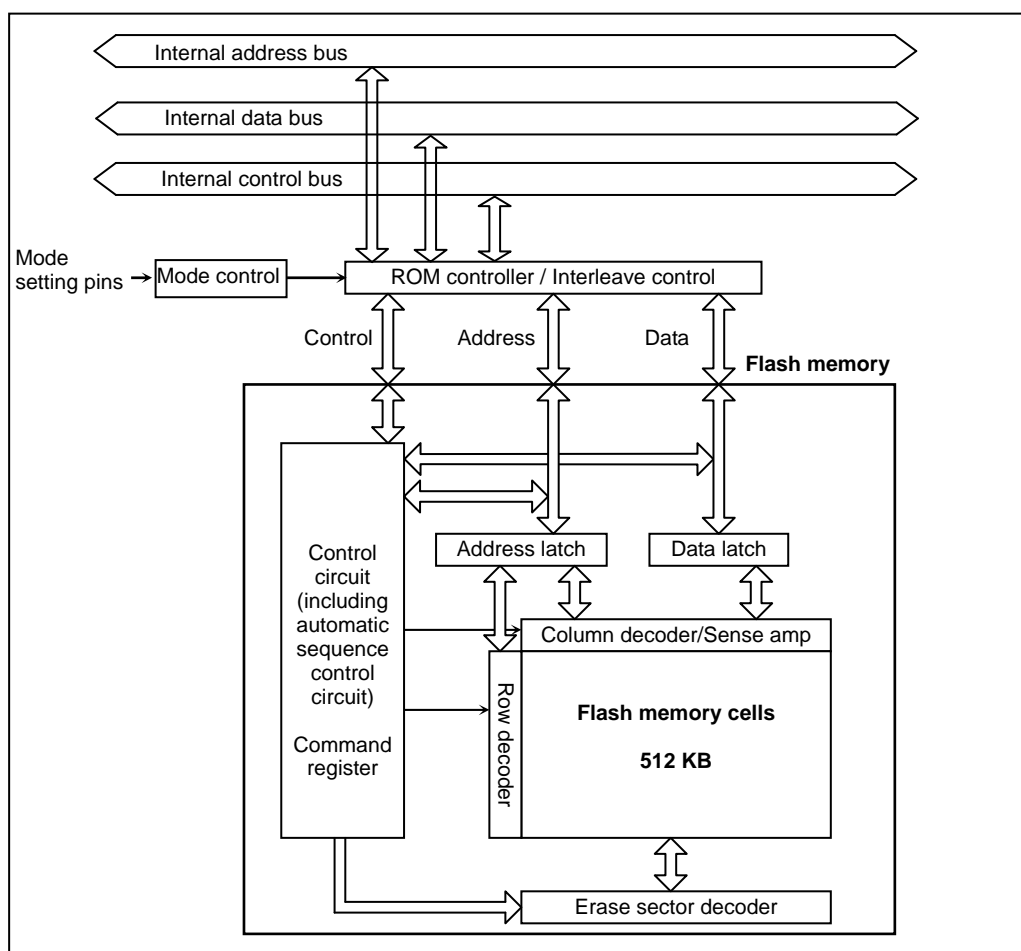 Internal address bus
Internal data bus
Internal control bus
Mode
setting pins
Mode control
ROM controller / Interleave control
Control
Address
Data
Flash memory
Control
circuit
(including
automatic
sequence
control
circuit)
Command
register
Address latch
Data latch
Column decoder/Sense amp
Row decoder
Flash memory cells
512 KB
Erase sector decoder